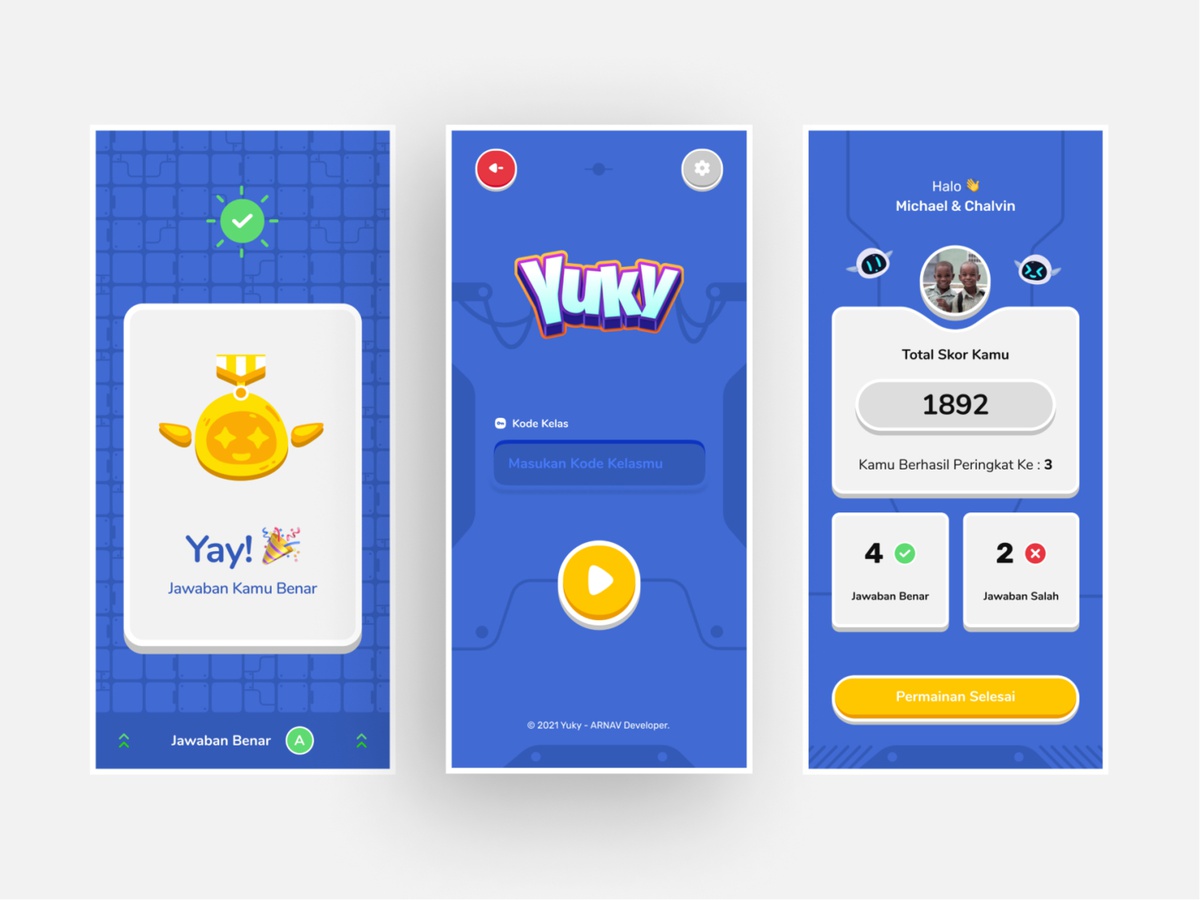 Yay! 🎉
Jawaban Kamu Benar
Jawaban Benar A
Yuky
Kode Kelas
Masukan Kode Kelasmu
© 2021 Yuky - ARNAV Developer.
Halo 👋
Michael & Chalvin
Total Skor Kamu
1892
Kamu Berhasil Peringkat Ke : 3
4
Jawaban Benar
2
Jawaban Salah
Permainan Selesai